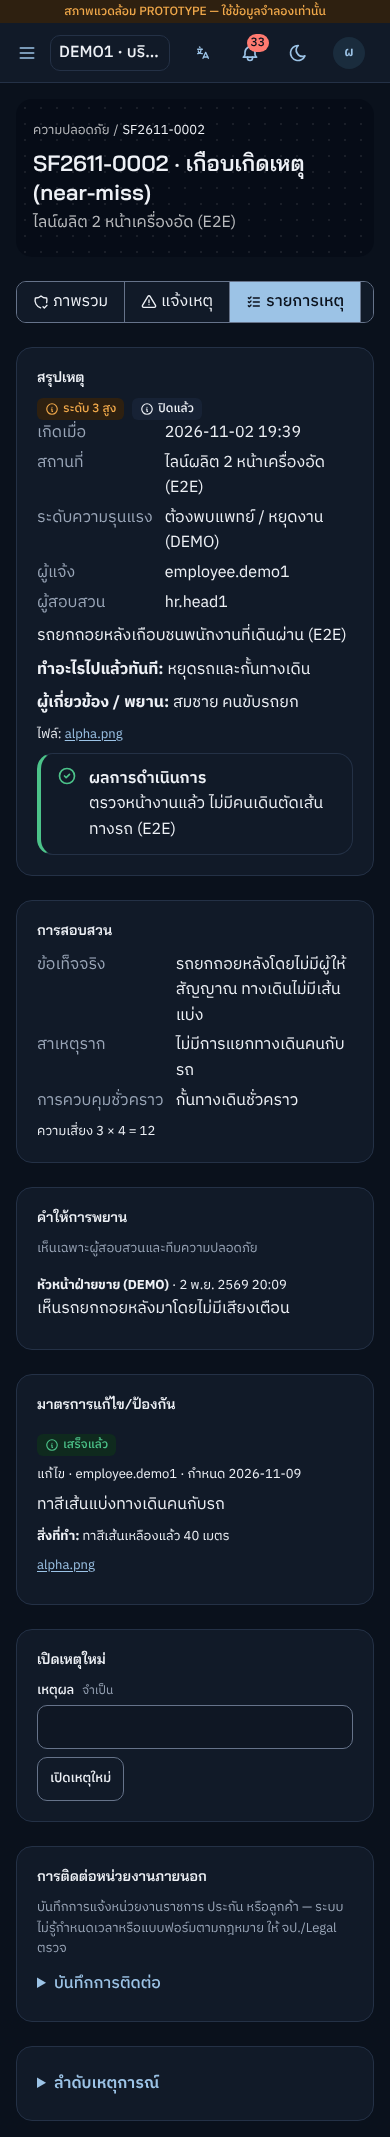 สภาพแวดล้อม PROTOTYPE — ใช้ข้อมูลจำลองเท่านั้น
DEMO1 · บริ...
33
ผ
ความปลอดภัย / SF2611-0002
SF2611-0002 · เกือบเกิดเหตุ
(near-miss)
ไลน์ผลิต 2 หน้าเครื่องอัด (E2E)
ภาพรวม
แจ้งเหตุ
รายการเหตุ
สรุปเหตุ
ระดับ 3 สูง
ปิดแล้ว
เกิดเมื่อ 2026-11-02 19:39
สถานที่ ไลน์ผลิต 2 หน้าเครื่องอัด
(E2E)
ระดับความรุนแรง ต้องพบแพทย์ / หยุดงาน
(DEMO)
ผู้แจ้ง employee.demo1
ผู้สอบสวน hr.head1
รถยกถอยหลังเกือบชนพนักงานที่เดินผ่าน (E2E)
ทำอะไรไปแล้วทันที: หยุดรถและกั้นทางเดิน
ผู้เกี่ยวข้อง / พยาน: สมชาย คนขับรถยก
ไฟล์: alpha.png
ผลการดำเนินการ
ตรวจหน้างานแล้ว ไม่มีคนเดินตัดเส้น
ทางรถ (E2E)
การสอบสวน
ข้อเท็จจริง รถยกถอยหลังโดยไม่มีผู้ให้
สัญญาณ ทางเดินไม่มีเส้น
แบ่ง
สาเหตุราก ไม่มีการแยกทางเดินคนกับ
รถ
การควบคุมชั่วคราว กั้นทางเดินชั่วคราว
ความเสี่ยง 3 × 4 = 12
คำให้การพยาน
เห็นเฉพาะผู้สอบสวนและทีมความปลอดภัย
หัวหน้าฝ่ายขาย (DEMO) · 2 พ.ย. 2569 20:09
เห็นรถยกถอยหลังมาโดยไม่มีเสียงเตือน
มาตรการแก้ไข/ป้องกัน
เสร็จแล้ว
แก้ไข · employee.demo1 · กำหนด 2026-11-09
ทาสีเส้นแบ่งทางเดินคนกับรถ
สิ่งที่ทำ: ทาสีเส้นเหลืองแล้ว 40 เมตร
alpha.png
เปิดเหตุใหม่
เหตุผล จำเป็น
เปิดเหตุใหม่
การติดต่อหน่วยงานภายนอก
บันทึกการแจ้งหน่วยงานราชการ ประกัน หรือลูกค้า — ระบบ
ไม่รู้กำหนดเวลาหรือแบบฟอร์มตามกฎหมาย ให้ จป./Legal
ตรวจ
บันทึกการติดต่อ
ลำดับเหตุการณ์